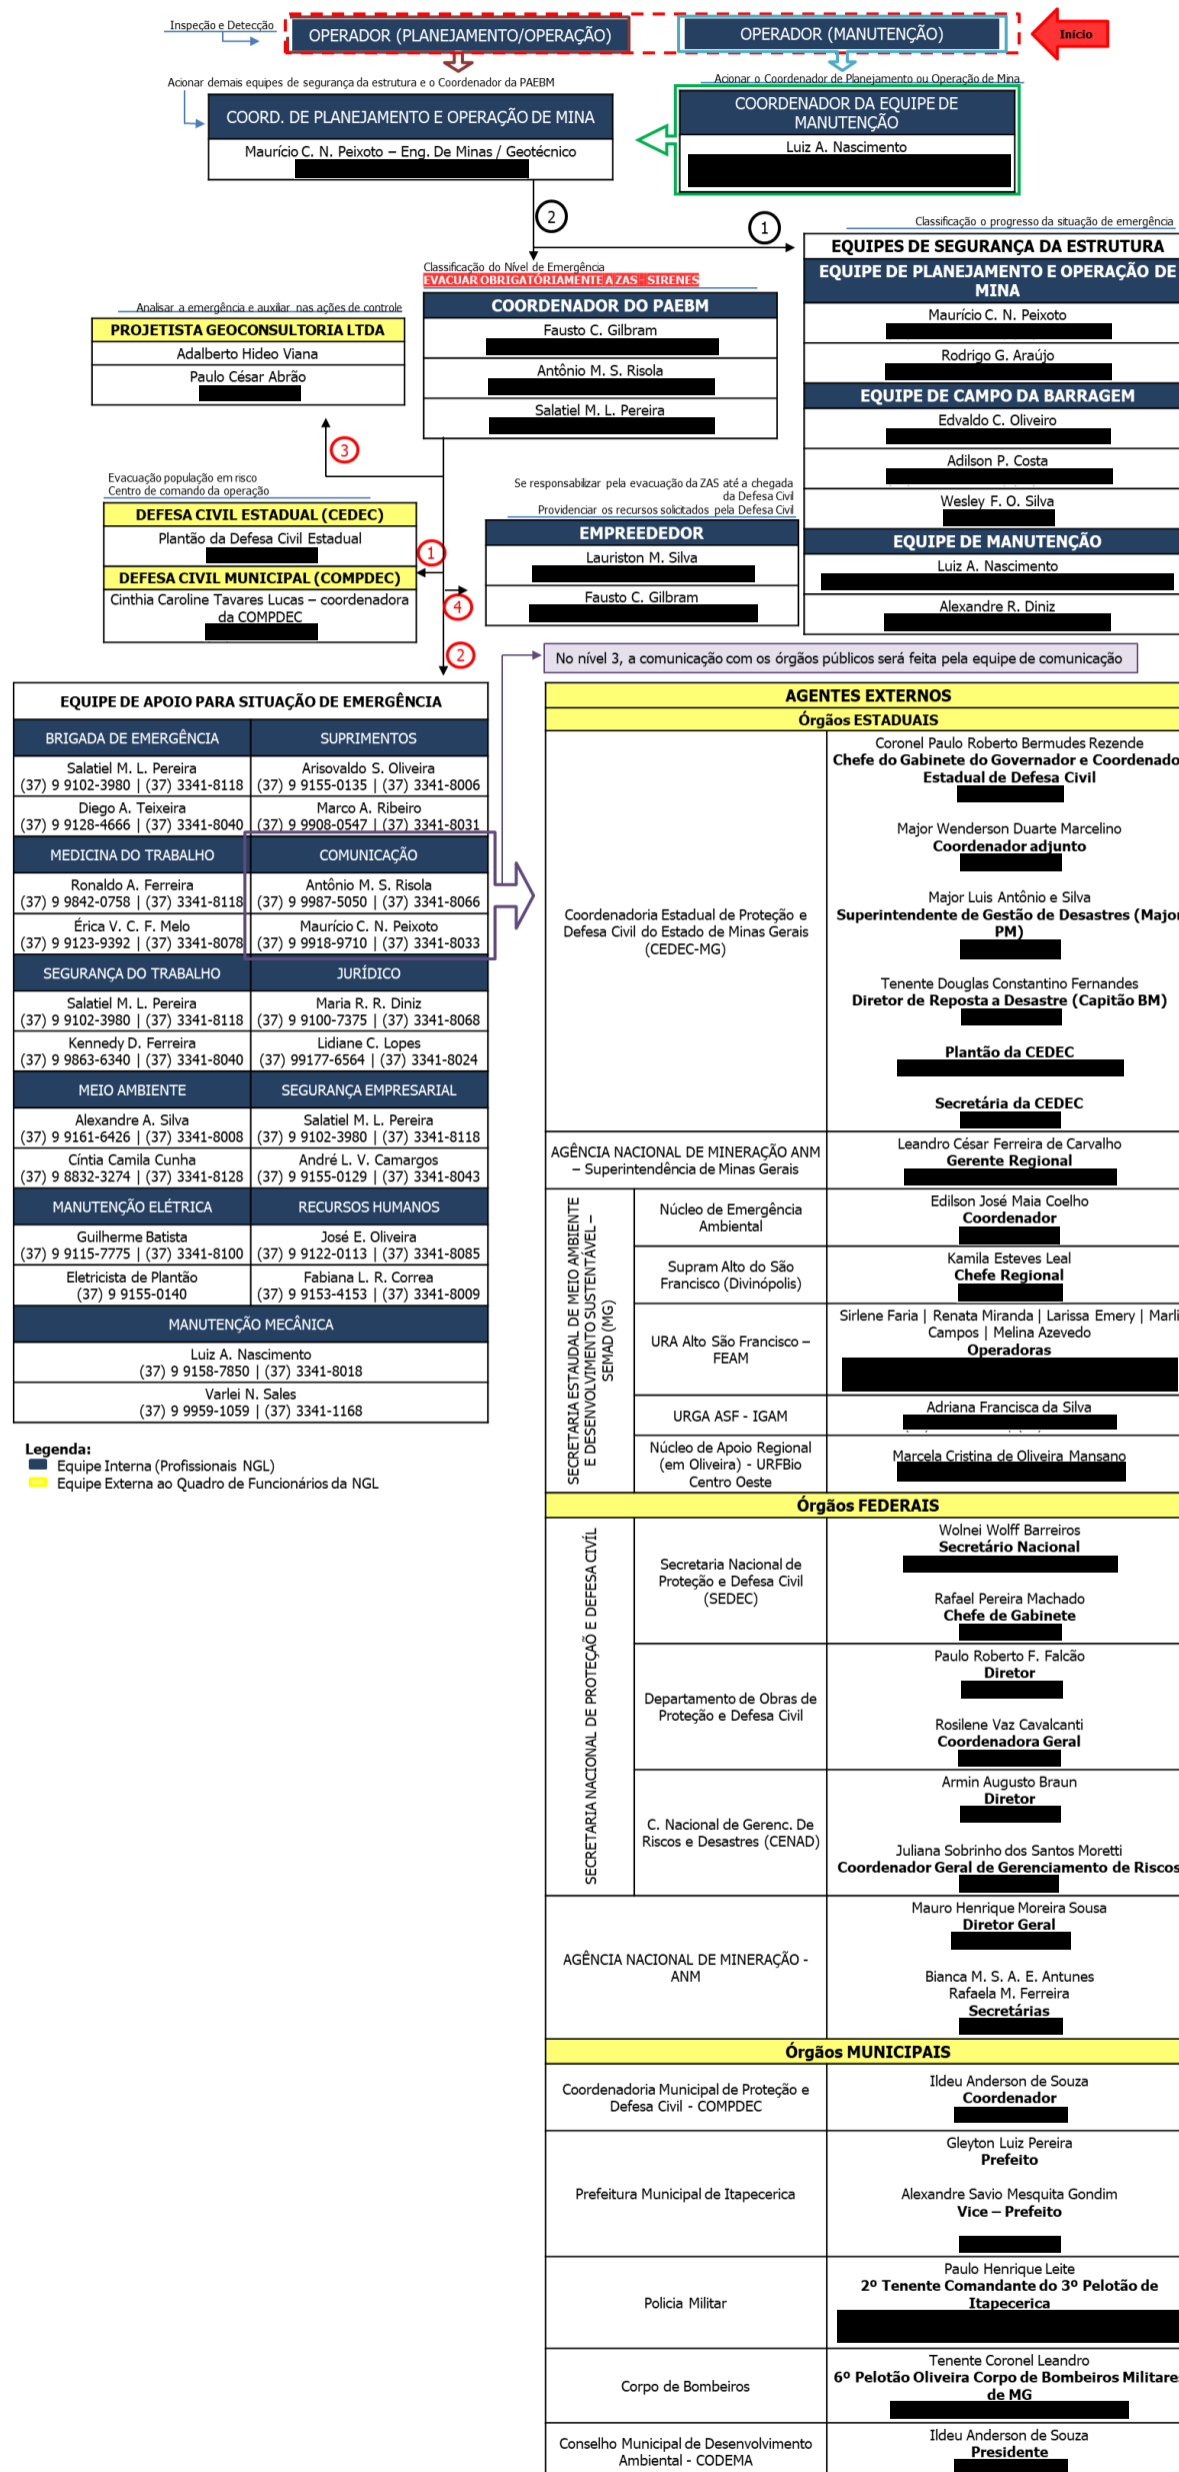 Inspeção e Detecção
OPERADOR (PLANEJAMENTO/OPERAÇÃO)
OPERADOR (MANUTENÇÃO)
Início
Acionar demais equipes de segurança da estrutura e o Coordenador da PAEBM
Acionar o Coordenador de Planejamento ou Operação de Mina
COORD. DE PLANEJAMENTO E OPERAÇÃO DE MINA
Maurício C. N. Peixoto – Eng. De Minas / Geotécnico
COORDENADOR DA EQUIPE DE
MANUTENÇÃO
Luiz A. Nascimento
2
1
Classificação o progresso da situação de emergência
EQUIPES DE SEGURANÇA DA ESTRUTURA
EQUIPE DE PLANEJAMENTO E OPERAÇÃO DE
MINA
Maurício C. N. Peixoto
Rodrigo G. Araújo
EQUIPE DE CAMPO DA BARRAGEM
Edvaldo C. Oliveiro
Adilson P. Costa
Wesley F. O. Silva
EQUIPE DE MANUTENÇÃO
Luiz A. Nascimento
Alexandre R. Diniz
Classificação do Nível de Emergência
EVACUAR OBRIGATÓRIAMENTE A ZAS - SIRENES
COORDENADOR DO PAEBM
Fausto C. Gilbram
Antônio M. S. Risola
Salatiel M. L. Pereira
Analisar a emergência e auxiliar nas ações de controle
PROJETISTA GEOCONSULTORIA LTDA
Adalberto Hideo Viana
Paulo César Abrão
3
Evacuação população em risco
Centro de comando da operação
DEFESA CIVIL ESTADUAL (CEDEC)
Plantão da Defesa Civil Estadual
DEFESA CIVIL MUNICIPAL (COMPDEC)
Cinthia Caroline Tavares Lucas – coordenadora
da COMPDEC
1
Se responsabilizar pela evacuação da ZAS até a chegada
da Defesa Civil
Providenciar os recursos solicitados pela Defesa Civil
EMPREEDEDOR
Lauriston M. Silva
Fausto C. Gilbram
4
2
No nível 3, a comunicação com os órgãos públicos será feita pela equipe de comunicação
EQUIPE DE APOIO PARA SITUAÇÃO DE EMERGÊNCIA
BRIGADA DE EMERGÊNCIA
SUPRIMENTOS
Salatiel M. L. Pereira
(37) 9 9102-3980 | (37) 3341-8118
Arisovaldo S. Oliveira
(37) 9 9155-0135 | (37) 3341-8006
Diego A. Teixeira
(37) 9 9128-4666 | (37) 3341-8040
Marco A. Ribeiro
(37) 9 9908-0547 | (37) 3341-8031
MEDICINA DO TRABALHO
COMUNICAÇÃO
Ronaldo A. Ferreira
(37) 9 9842-0758 | (37) 3341-8118
Antônio M. S. Risola
(37) 9 9987-5050 | (37) 3341-8066
Érica V. C. F. Melo
(37) 9 9123-9392 | (37) 3341-8078
Maurício C. N. Peixoto
(37) 9 9918-9710 | (37) 3341-8033
SEGURANÇA DO TRABALHO
JURÍDICO
Salatiel M. L. Pereira
(37) 9 9102-3980 | (37) 3341-8118
Maria R. R. Diniz
(37) 9 9100-7375 | (37) 3341-8068
Kennedy D. Ferreira
(37) 9 9863-6340 | (37) 3341-8040
Lidiane C. Lopes
(37) 99177-6564 | (37) 3341-8024
MEIO AMBIENTE
SEGURANÇA EMPRESARIAL
Alexandre A. Silva
(37) 9 9161-6426 | (37) 3341-8008
Salatiel M. L. Pereira
(37) 9 9102-3980 | (37) 3341-8118
Cíntia Camila Cunha
(37) 9 8832-3274 | (37) 3341-8128
André L. V. Camargos
(37) 9 9155-0129 | (37) 3341-8043
MANUTENÇÃO ELÉTRICA
RECURSOS HUMANOS
Guilherme Batista
(37) 9 9115-7775 | (37) 3341-8100
José E. Oliveira
(37) 9 9122-0113 | (37) 3341-8085
Eletricista de Plantão
(37) 9 9155-0140
Fabiana L. R. Correa
(37) 9 9153-4153 | (37) 3341-8009
MANUTENÇÃO MECÂNICA
Luiz A. Nascimento
(37) 9 9158-7850 | (37) 3341-8018
Varlei N. Sales
(37) 9 9959-1059 | (37) 3341-1168
Legenda:
Equipe Interna (Profissionais NGL)
Equipe Externa ao Quadro de Funcionários da NGL
AGENTES EXTERNOS
Órgãos ESTADUAIS
Coordenadoria Estadual de Proteção e
Defesa Civil do Estado de Minas Gerais
(CEDEC-MG)
Coronel Paulo Roberto Bermudes Rezende
Chefe do Gabinete do Governador e Coordenado
Estadual de Defesa Civil
Major Wenderson Duarte Marcelino
Coordenador adjunto
Major Luis Antônio e Silva
Superintendente de Gestão de Desastres (Major
PM)
Tenente Douglas Constantino Fernandes
Diretor de Reposta a Desastre (Capitão BM)
Plantão da CEDEC
Secretária da CEDEC
AGÊNCIA NACIONAL DE MINERAÇÃO ANM
– Superintendência de Minas Gerais
Leandro César Ferreira de Carvalho
Gerente Regional
SECRETARIA ESTAUDAL DE MEIO AMBIENTE
E DESENVOLVIMENTO SUSTENTÁVEL –
SEMAD (MG)
Núcleo de Emergência
Ambiental
Edilson José Maia Coelho
Coordenador
Supram Alto do São
Francisco (Divinópolis)
Kamila Esteves Leal
Chefe Regional
URA Alto São Francisco –
FEAM
Sirlene Faria | Renata Miranda | Larissa Emery | Marli
Campos | Melina Azevedo
Operadoras
URGA ASF - IGAM
Adriana Francisca da Silva
Núcleo de Apoio Regional
(em Oliveira) - URFBio
Centro Oeste
Marcela Cristina de Oliveira Mansano
Órgãos FEDERAIS
SECRETARIA NACIONAL DE PROTEÇAÕ E DEFESA CIVÍL
Secretaria Nacional de
Proteção e Defesa Civil
(SEDEC)
Wolnei Wolff Barreiros
Secretário Nacional
Rafael Pereira Machado
Chefe de Gabinete
Departamento de Obras de
Proteção e Defesa Civil
Paulo Roberto F. Falcão
Diretor
Rosilene Vaz Cavalcanti
Coordenadora Geral
C. Nacional de Gerenc. De
Riscos e Desastres (CENAD)
Armin Augusto Braun
Diretor
Juliana Sobrinho dos Santos Moretti
Coordenador Geral de Gerenciamento de Riscos
AGÊNCIA NACIONAL DE MINERAÇÃO -
ANM
Mauro Henrique Moreira Sousa
Diretor Geral
Bianca M. S. A. E. Antunes
Rafaela M. Ferreira
Secretárias
Órgãos MUNICIPAIS
Coordenadoria Municipal de Proteção e
Defesa Civil - COMPDEC
Ildeu Anderson de Souza
Coordenador
Prefeitura Municipal de Itapecerica
Gleyton Luiz Pereira
Prefeito
Alexandre Savio Mesquita Gondim
Vice – Prefeito
Policia Militar
Paulo Henrique Leite
2º Tenente Comandante do 3º Pelotão de
Itapecerica
Corpo de Bombeiros
Tenente Coronel Leandro
6º Pelotão Oliveira Corpo de Bombeiros Militares
de MG
Conselho Municipal de Desenvolvimento
Ambiental - CODEMA
Ildeu Anderson de Souza
Presidente